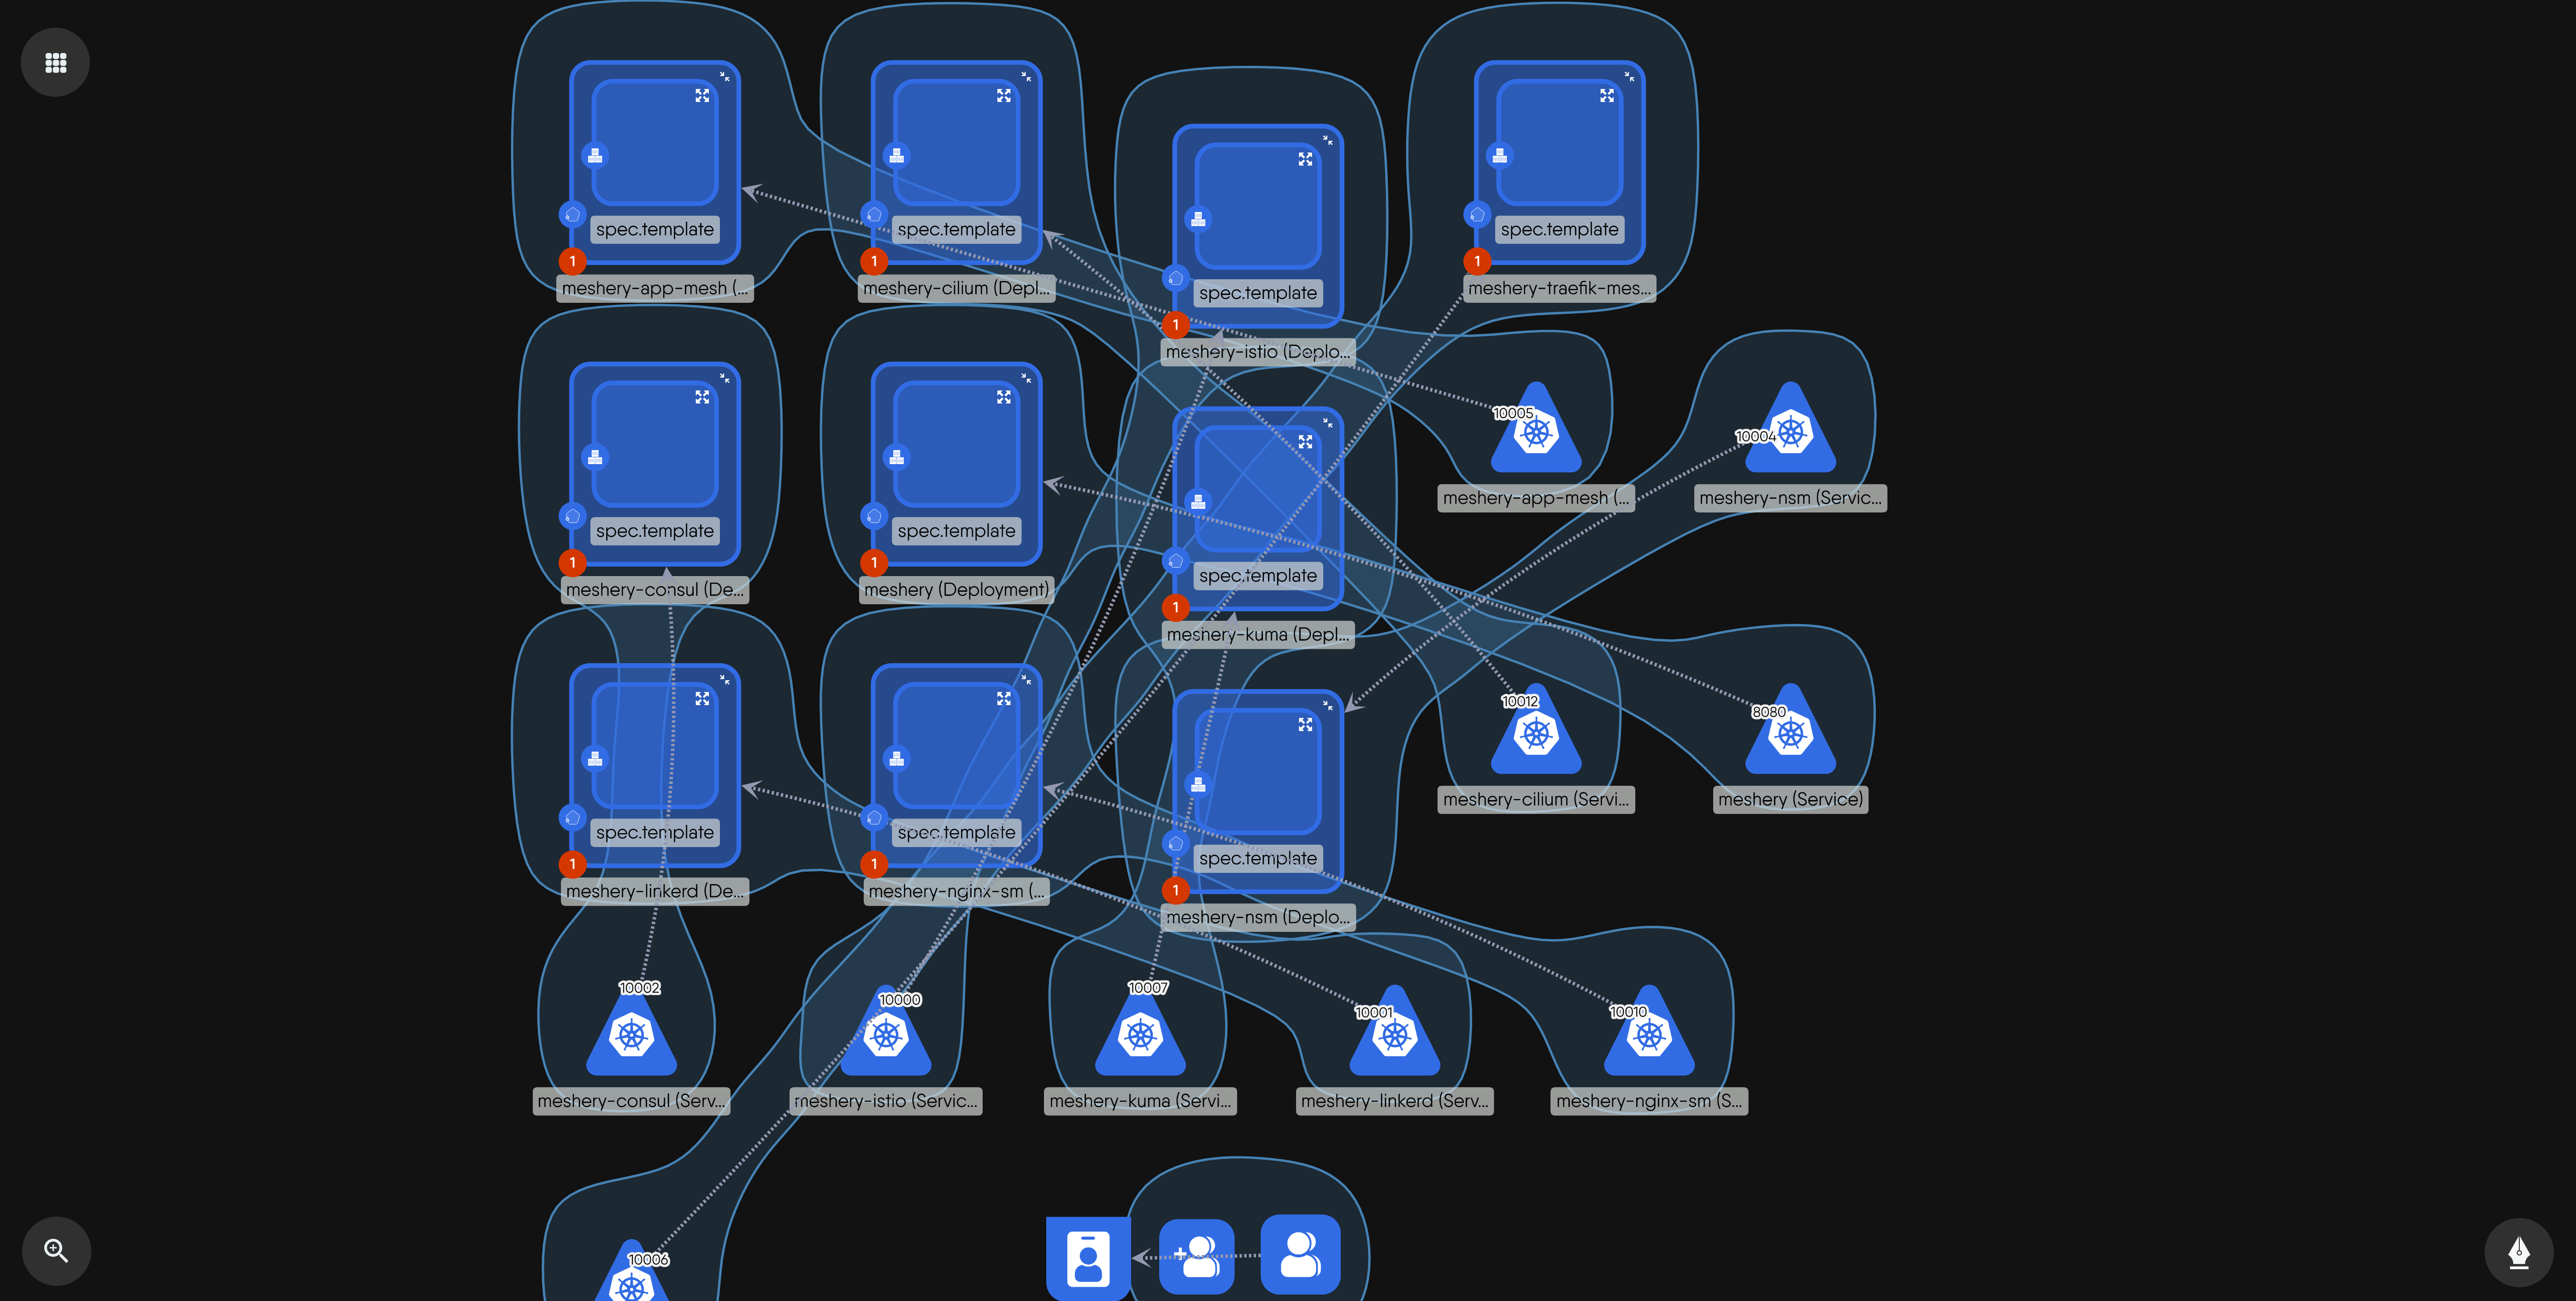 spec.template
1
meshery-app-mesh (...
spec.template
1
meshery-cilium (Depl...
spec.template
1
meshery-istio (Deplo...
spec.template
1
meshery-traefik-mes...
spec.template
1
meshery-consul (De...
spec.template
1
meshery (Deployment)
spec.template
1
meshery-kuma (Depl...
10005
meshery-app-mesh (...
10004
meshery-nsm (Servic...
spec.template
1
meshery-linkerd (De...
spec.template
1
meshery-nginx-sm (...
spec.template
1
meshery-nsm (Deplo...
10012
meshery-cilium (Servi...
8080
meshery (Service)
10002
meshery-consul (Serv...
10000
meshery-istio (Servic...
10007
meshery-kuma (Servi...
10001
meshery-linkerd (Serv...
10010
meshery-nginx-sm (S...
10006